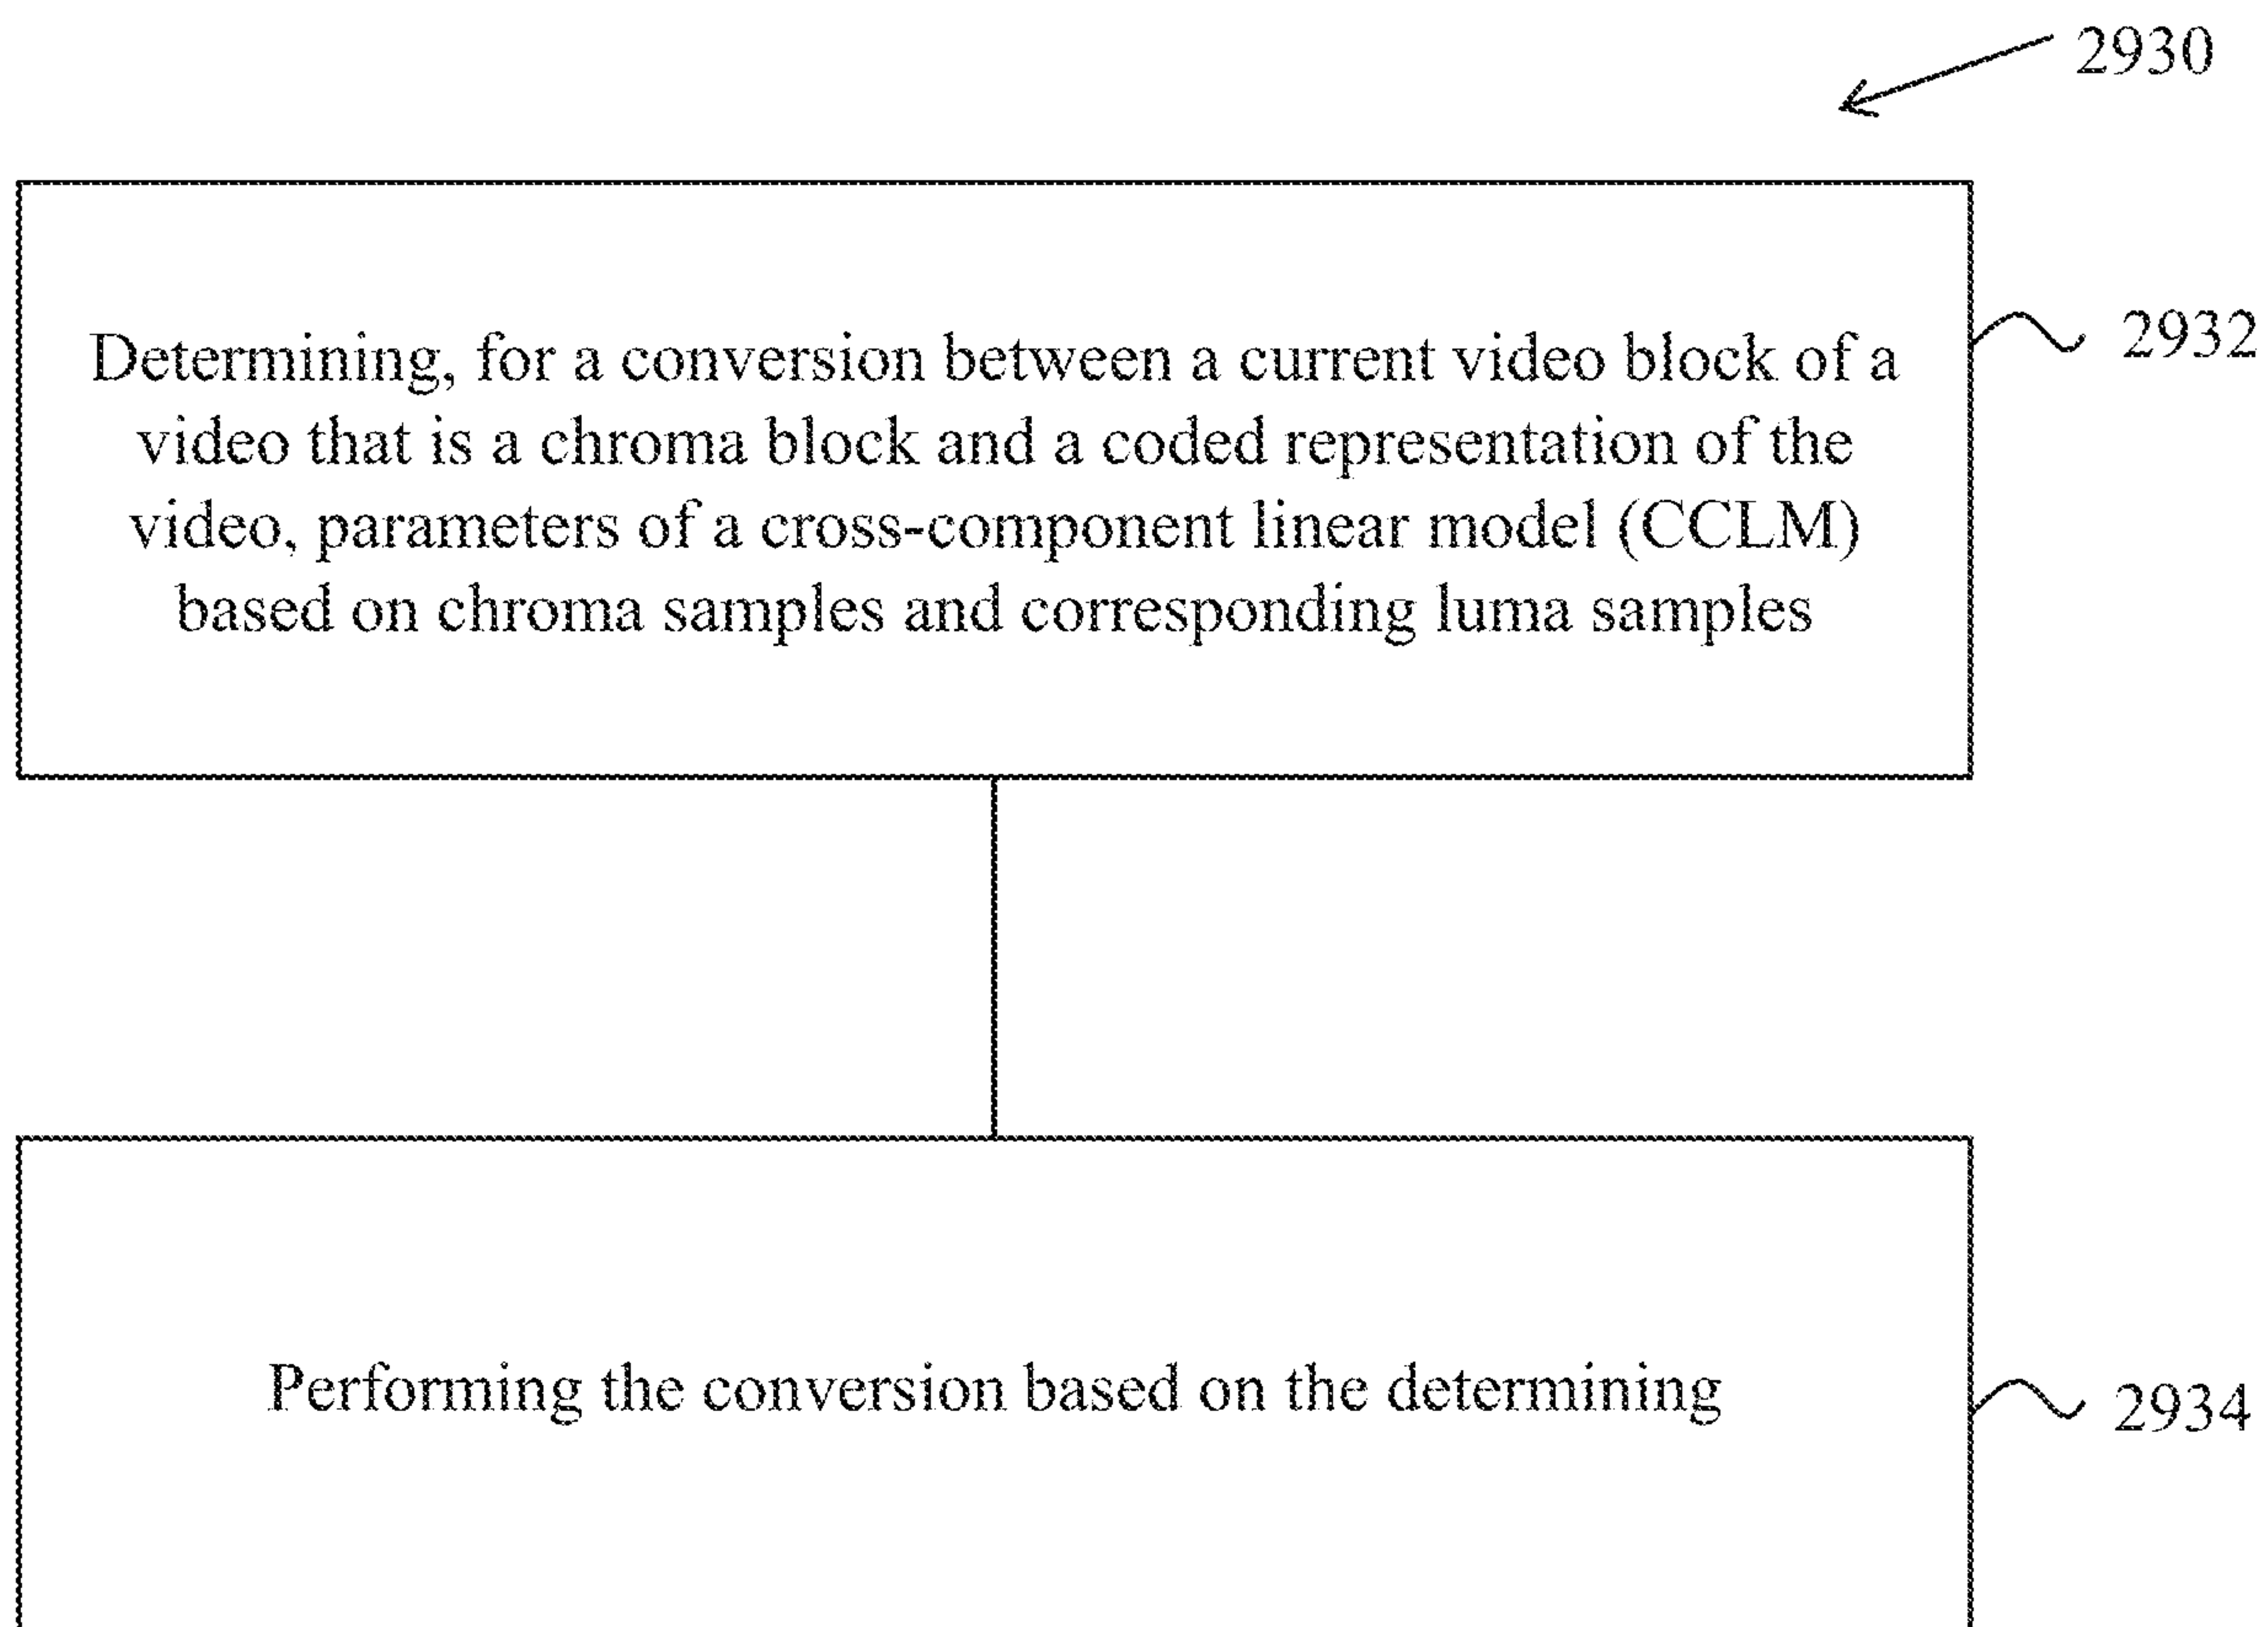 2930
Determining, for a conversion between a current video block of a
2932
video that is a chroma block and a coded representation of the
video, parameters of a cross-component linear model (CCLM)
based on chroma samples and corresponding luma samples
Performing the conversion based on the determining
2934